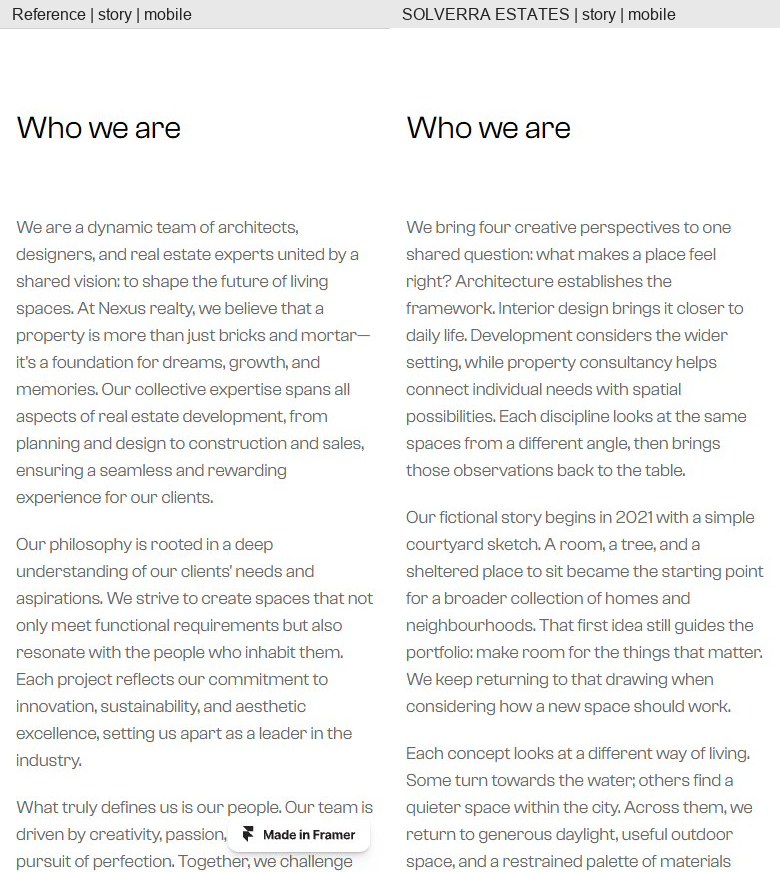 Reference | story | mobile
Who we are
We are a dynamic team of architects,
designers, and real estate experts united by a
shared vision: to shape the future of living
spaces. At Nexus realty, we believe that a
property is more than just bricks and mortar—
it's a foundation for dreams, growth, and
memories. Our collective expertise spans all
aspects of real estate development, from
planning and design to construction and sales,
ensuring a seamless and rewarding
experience for our clients.
Our philosophy is rooted in a deep
understanding of our clients' needs and
aspirations. We strive to create spaces that not
only meet functional requirements but also
resonate with the people who inhabit them.
Each project reflects our commitment to
innovation, sustainability, and aesthetic
excellence, setting us apart as a leader in the
industry.
What truly defines us is our people. Our team is
driven by creativity, passion,
Made in Framer
pursuit of perfection. Together, we challenge
SOLVERRA ESTATES | story | mobile
Who we are
We bring four creative perspectives to one
shared question: what makes a place feel
right? Architecture establishes the
framework. Interior design brings it closer to
daily life. Development considers the wider
setting, while property consultancy helps
connect individual needs with spatial
possibilities. Each discipline looks at the same
spaces from a different angle, then brings
those observations back to the table.
Our fictional story begins in 2021 with a simple
courtyard sketch. A room, a tree, and a
sheltered place to sit became the starting point
for a broader collection of homes and
neighbourhoods. That first idea still guides the
portfolio: make room for the things that matter.
We keep returning to that drawing when
considering how a new space should work.
Each concept looks at a different way of living.
Some turn towards the water; others find a
quieter space within the city. Across them, we
return to generous daylight, useful outdoor
space, and a restrained palette of materials